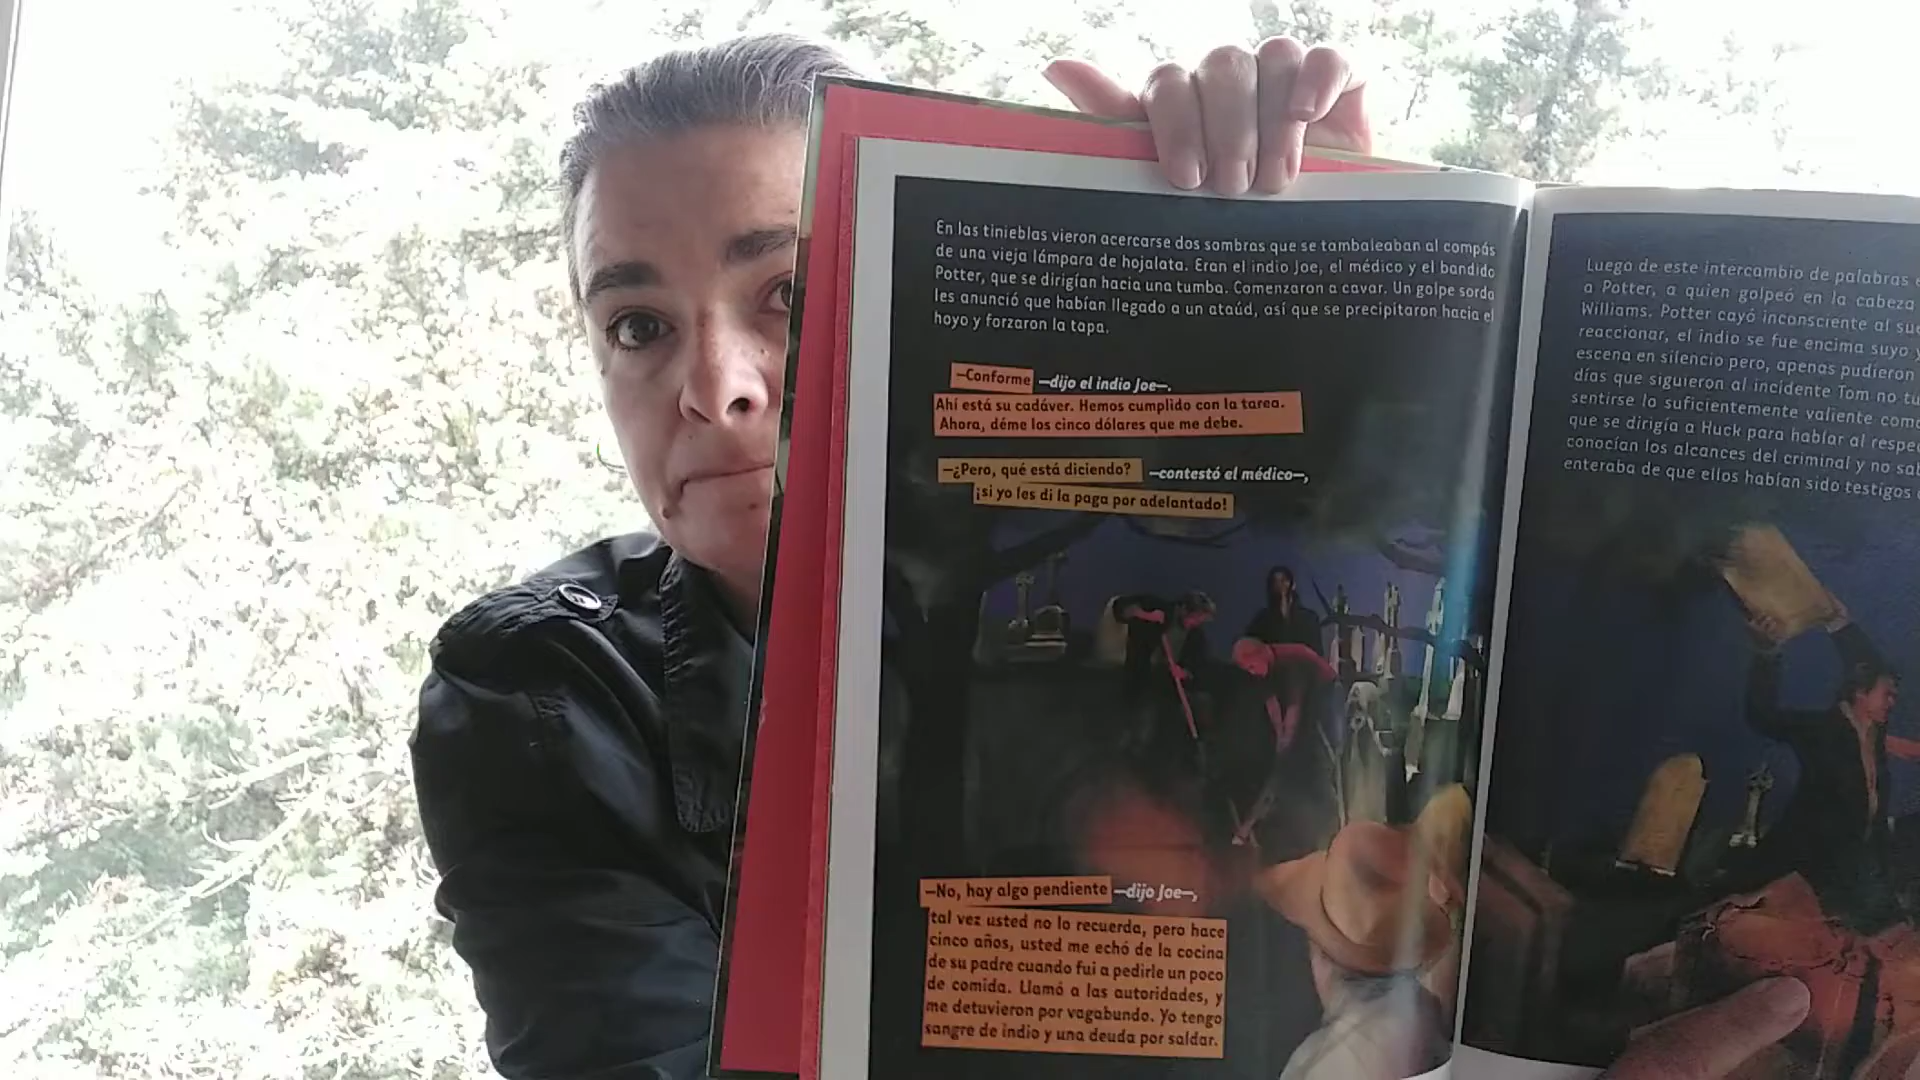 En las tinieblas vieron acercarse dos sombras que se tambaleaban al compás
de una vieja lámpara de hojalata. Eran el indio Joe, el médico y el bandido
Potter, que se dirigían hacia una tumba. Comenzaron a cavar. Un golpe sordo
les anunció que habían llegado a un ataúd, así que se precipitaron hacia el
hoyo y forzaron la tapa.
—Conforme —dijo el indio Joe—.
Ahí está su cadáver. Hemos cumplido con la tarea.
Ahora, déme los cinco dólares que me debe.
—¿Pero, qué está diciendo? —contestó el médico—,
¡si yo les di la paga por adelantado!
—No, hay algo pendiente —dijo Joe—,
tal vez usted no lo recuerda, pero hace
cinco años, usted me echó de la cocina
de su padre cuando fui a pedirle un poco
de comida. Llamó a las autoridades, y
me detuvieron por vagabundo. Yo tengo
sangre de indio y una deuda por saldar.
Luego de este intercambio de palabras
a Potter, a quien golpeó en la cabeza
Williams. Potter cayó inconsciente al
reaccionar, el indio se fue encima suyo
escena en silencio pero, apenas pudieron
días que siguieron al incidente Tom no
sentirse lo suficientemente valiente
que se dirigía a Huck para hablar al
conocían los alcances del criminal y no
enteraba de que ellos habían sido testigos